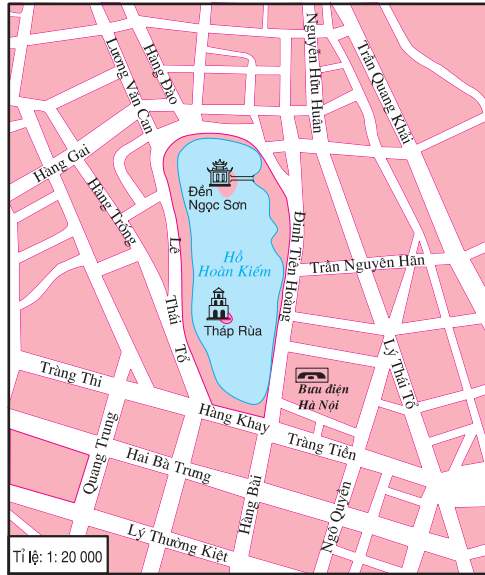 Lương Văn Can
Hàng Đào
Nguyễn Hữu Huân
Trần Quang Khải
Hàng Gai
Hàng Trống
Đền
Ngọc Sơn
Lê Thái Tổ
Hồ
Hoàn Kiếm
Đinh Tiên Hoàng
Trần Nguyên Hãn
Tháp Rùa
Lý Thái Tổ
Tràng Thi
Bưu điện
Hà Nội
Hàng Khay
Tràng Tiền
Quang Trung
Hai Bà Trưng
Hàng Bài
Ngô Quyền
Lý Thường Kiệt
Tỉ lệ: 1: 20 000